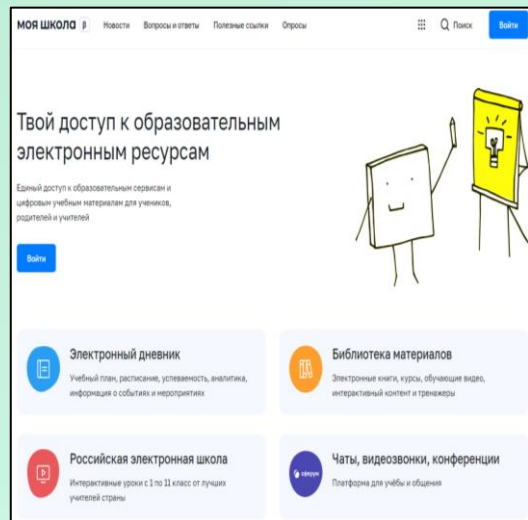 МОЯ ШКОЛА β Новости Вопросы и ответы Полезные ссылки Опросы Поиск Войти
Твой доступ к образовательным
электронным ресурсам
Единый доступ к образовательным сервисам и
цифровым учебным материалам для учеников,
родителей и учителей
Войти
Электронный дневник
Учебный план, расписание, успеваемость, аналитика,
информация о событиях и мероприятиях
Библиотека материалов
Электронные книги, курсы, обучающие видео,
интерактивный контент и тренажеры
Российская электронная школа
Интерактивные уроки с 1 по 11 класс от лучших
учителей страны
сферум
Чаты, видеозвонки, конференции
Платформа для учёбы и общения